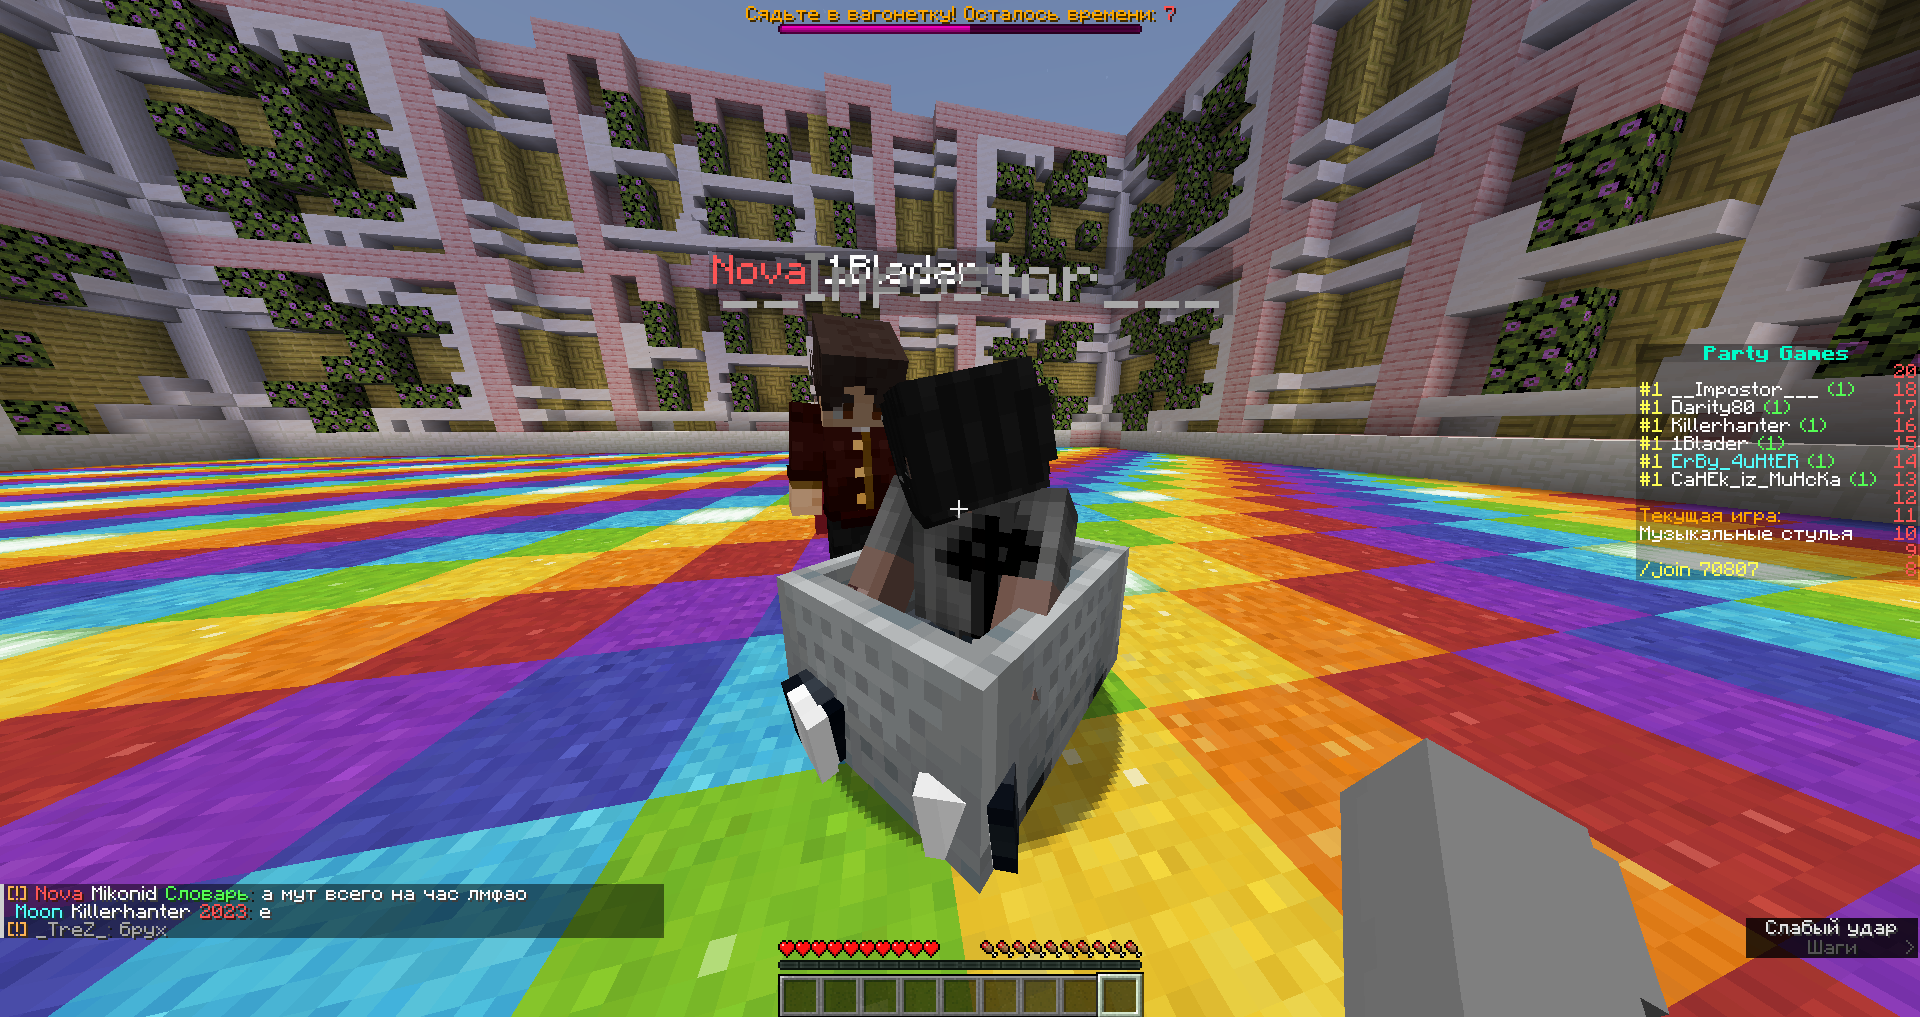 Сядьте в вагонетку! Осталось времени: 7
Nova 1Blader
__Impostor___
Party Games
20
#1 __Impostor___ (1) 18
#1 Darity80 (1) 17
#1 Killerhanter (1) 16
#1 1Blader (1) 15
#1 ErBy_4uHtER (1) 14
#1 CaHEk_iz_MuHcKa (1) 13
12
Текущая игра: 11
Музыкальные стулья 10
9
/join 70807 8
[!] Nova Mikonid Словарь: а мут всего на час лмфао
Moon Killerhanter 2023: е
[!] _TreZ_: брух
Слабый удар
Шаги >